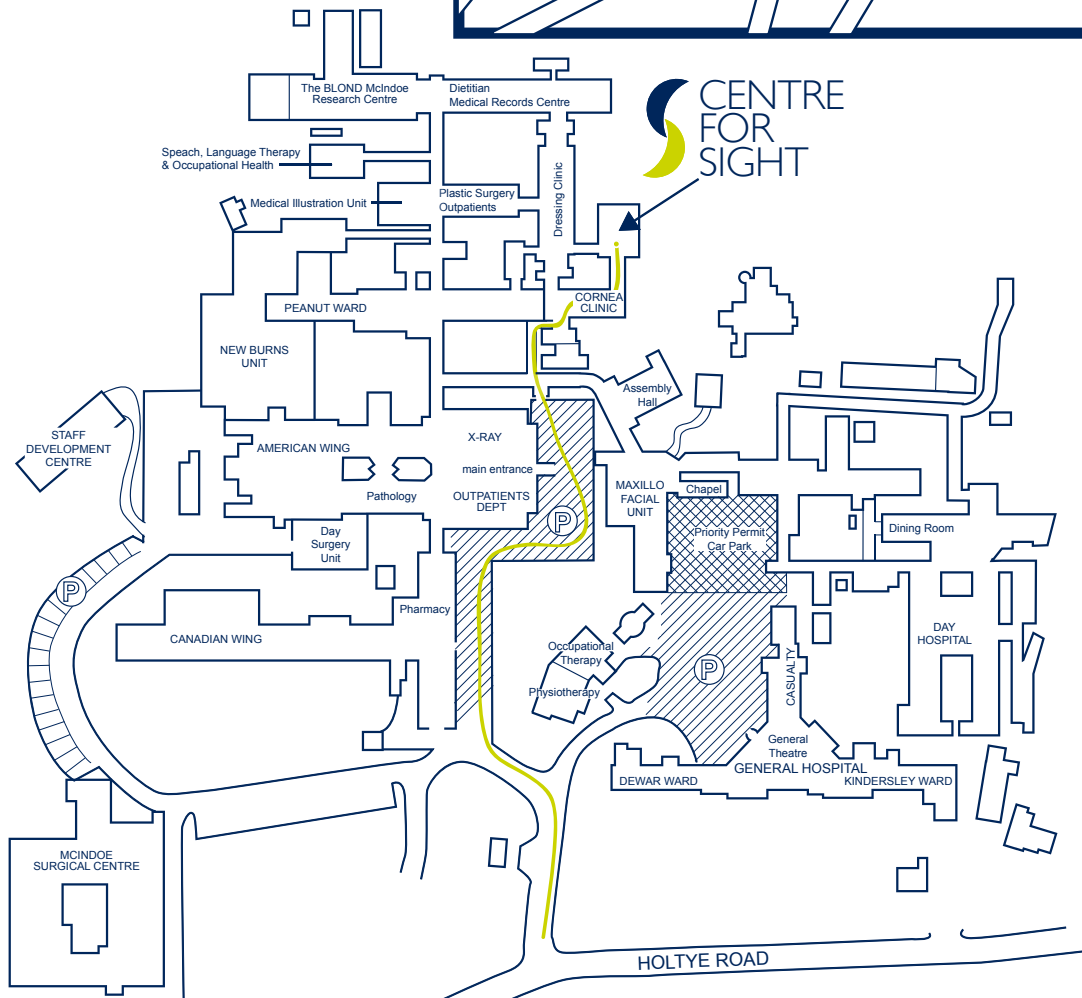 The BLOND McIndoe
Research Centre
Dietitian
Medical Records Centre
CENTRE
FOR
SIGHT
Speach, Language Therapy
& Occupational Health
Medical Illustration Unit
Plastic Surgery
Outpatients
Dressing Clinic
CORNEA
CLINIC
PEANUT WARD
NEW BURNS
UNIT
Assembly
Hall
STAFF
DEVELOPMENT
CENTRE
AMERICAN WING
X-RAY
main entrance
Pathology
OUTPATIENTS
DEPT
MAXILLO
FACIAL
UNIT
Chapel
P
Priority Permit
Car Park
Dining Room
Day
Surgery
Unit
P
Pharmacy
CANADIAN WING
Occupational
Therapy
Physiotherapy
P
CASUALTY
DAY
HOSPITAL
General
Theatre
GENERAL HOSPITAL
DEWAR WARD
KINDERSLEY WARD
MCINDOE
SURGICAL CENTRE
HOLTYE ROAD